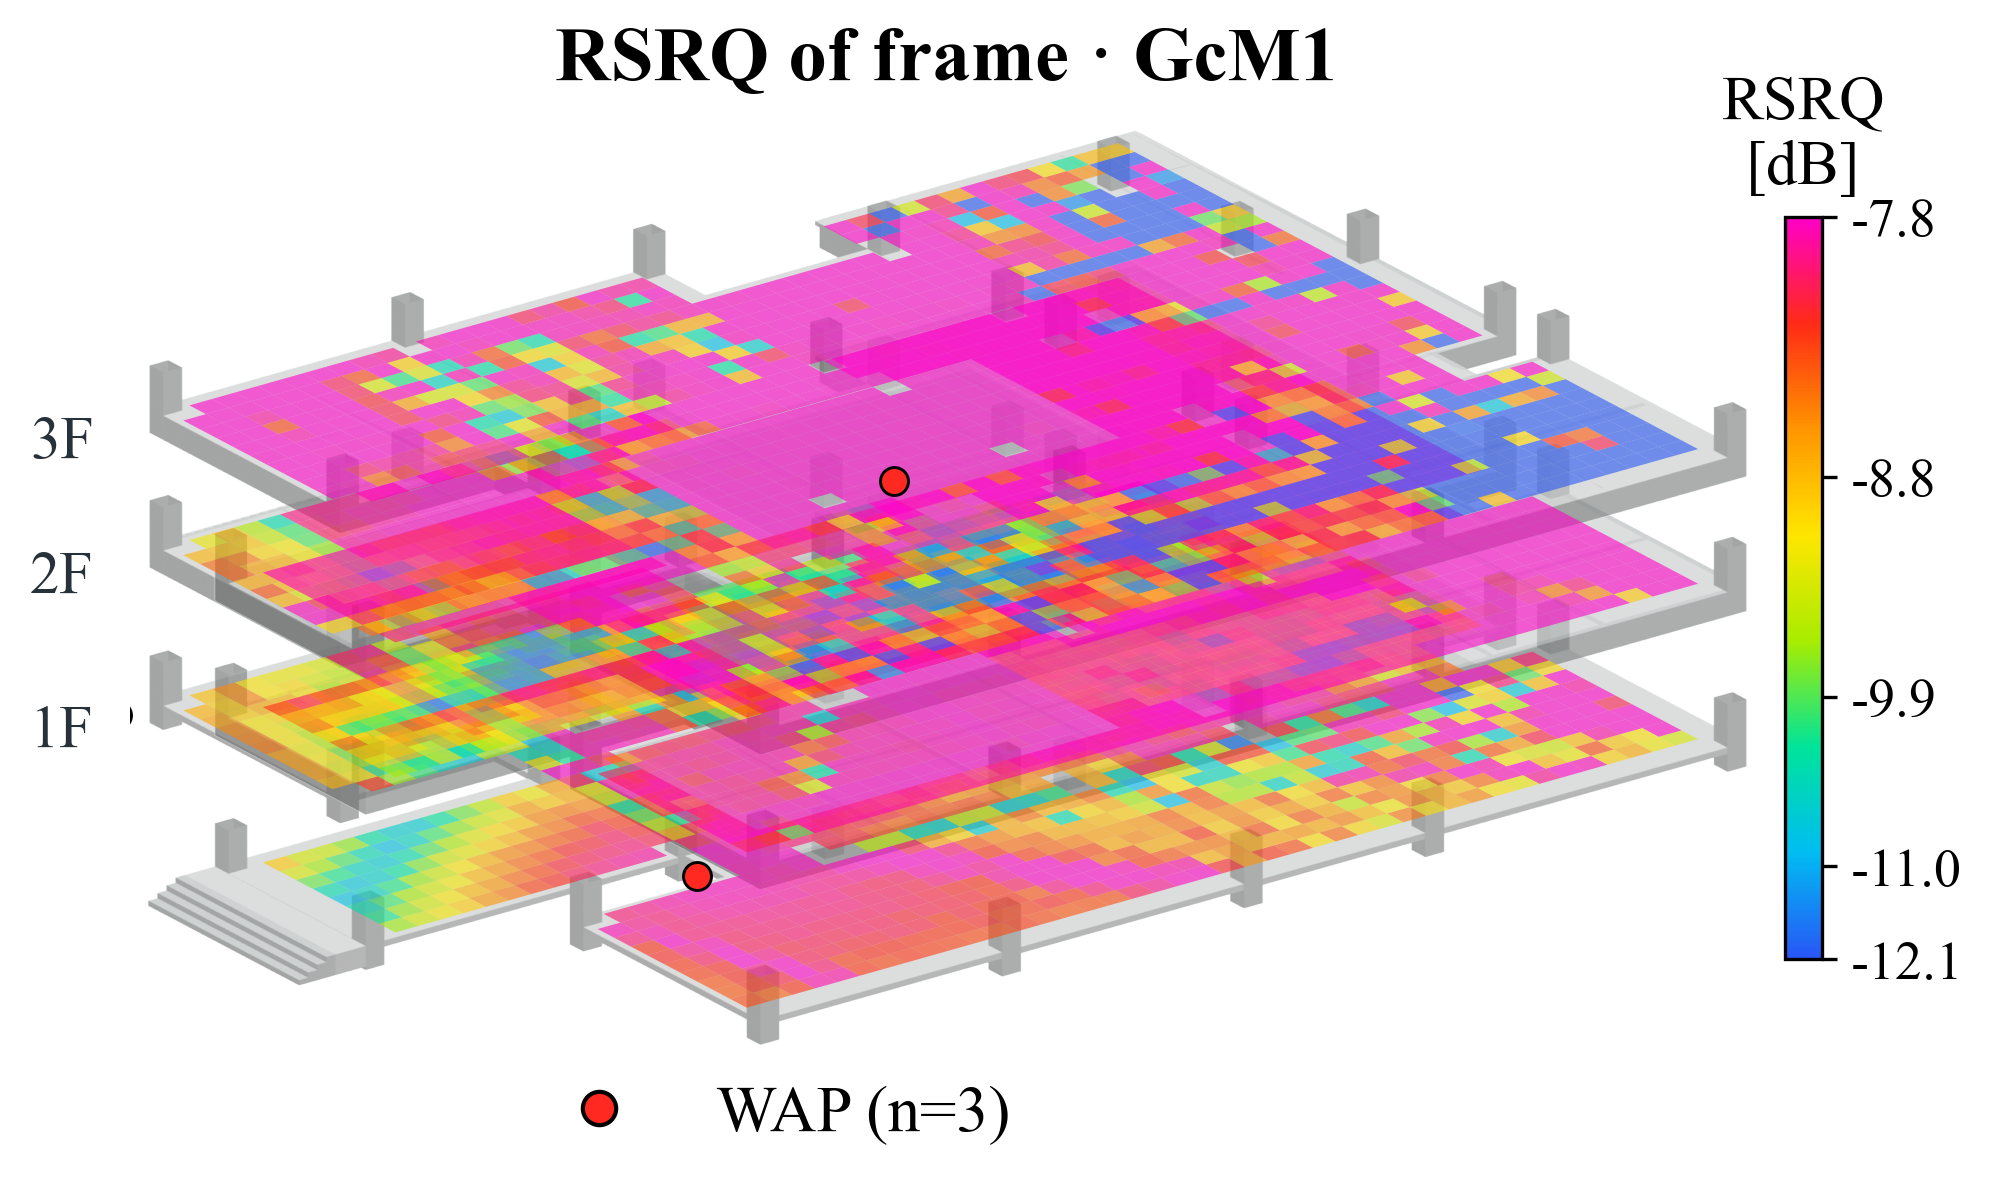 RSRQ of frame · GcM1
RSRQ
[dB]
-7.8
-8.8
-9.9
-11.0
-12.1
3F
2F
1F
WAP (n=3)